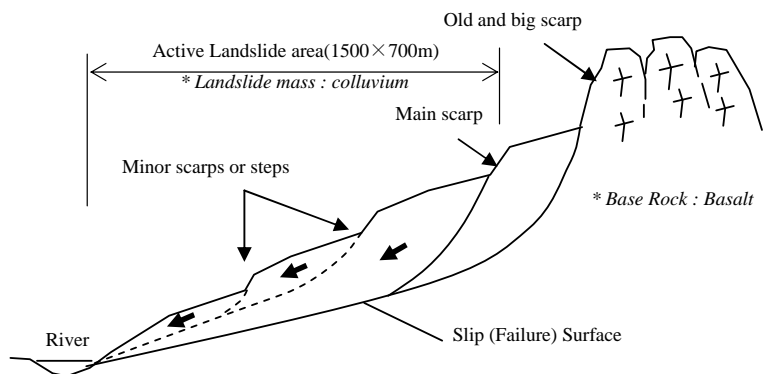 Old and big scarp
Active Landslide area(1500×700m)
* Landslide mass : colluvium
Main scarp
Minor scarps or steps
* Base Rock : Basalt
River
Slip (Failure) Surface